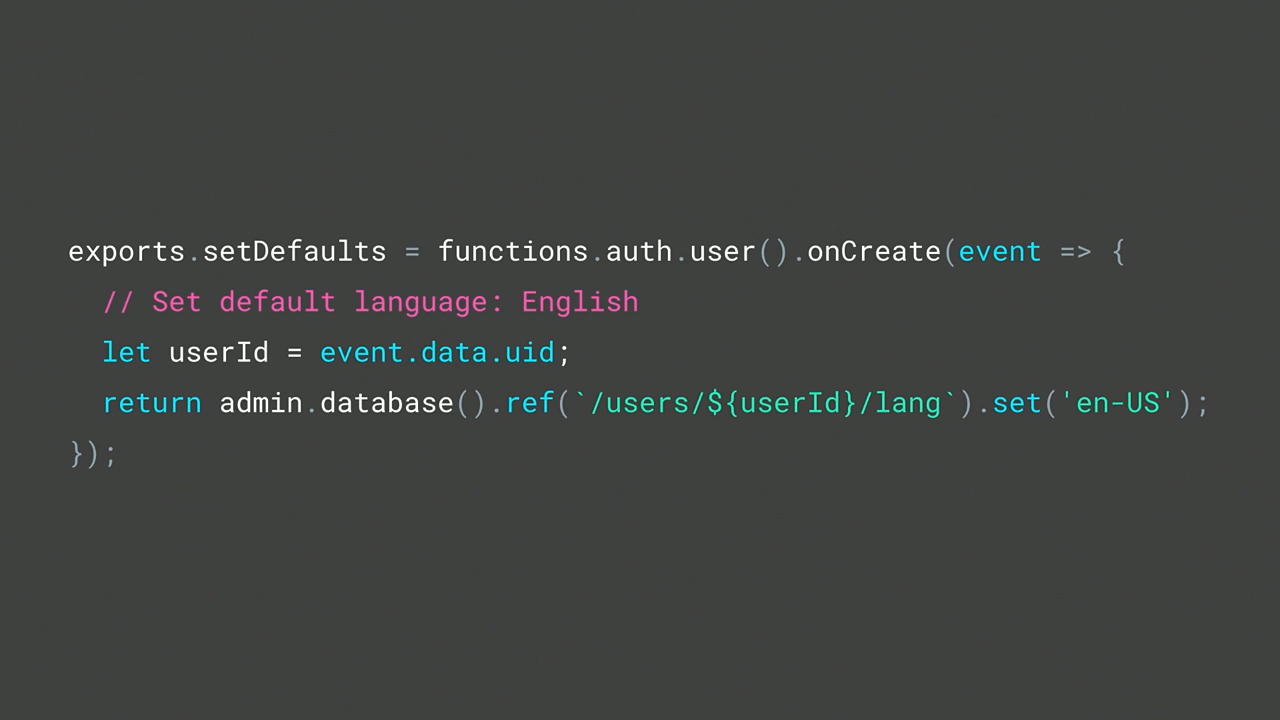 exports.setDefaults = functions.auth.user().onCreate(event => {
  // Set default language: English
  let userId = event.data.uid;
  return admin.database().ref(`/users/${userId}/lang`).set('en-US');
});